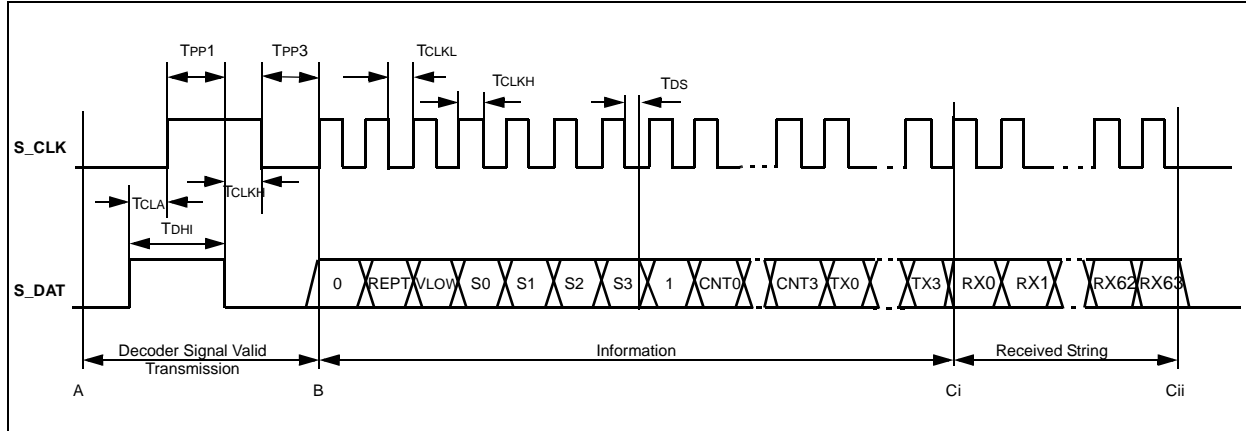 TPP1 TPP3 TCLKL
TCLKH TDS
S_CLK
TCLKH
TCLA
TDHI
S_DAT 0 REPT VLOW S0 S1 S2 S3 1 CNT0 CNT3 TX0 TX3 RX0 RX1 RX62 RX63
Decoder Signal Valid Information Received String
Transmission
A B Ci Cii